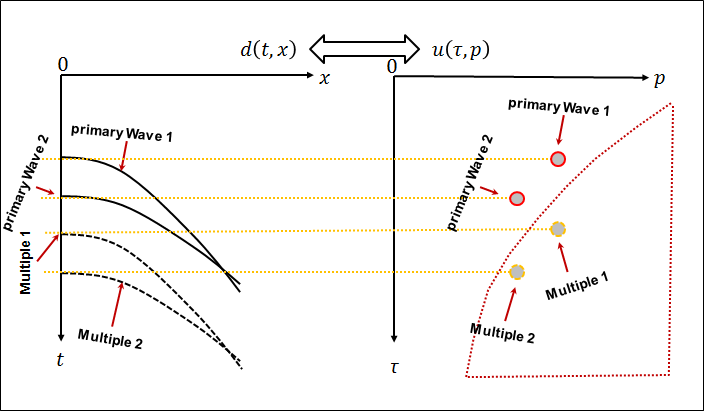 d(t, x)
u(τ, p)
0
x
0
p
primary Wave 1
primary Wave 2
Multiple 1
Multiple 2
t
primary Wave 1
primary Wave 2
Multiple 1
Multiple 2
τ